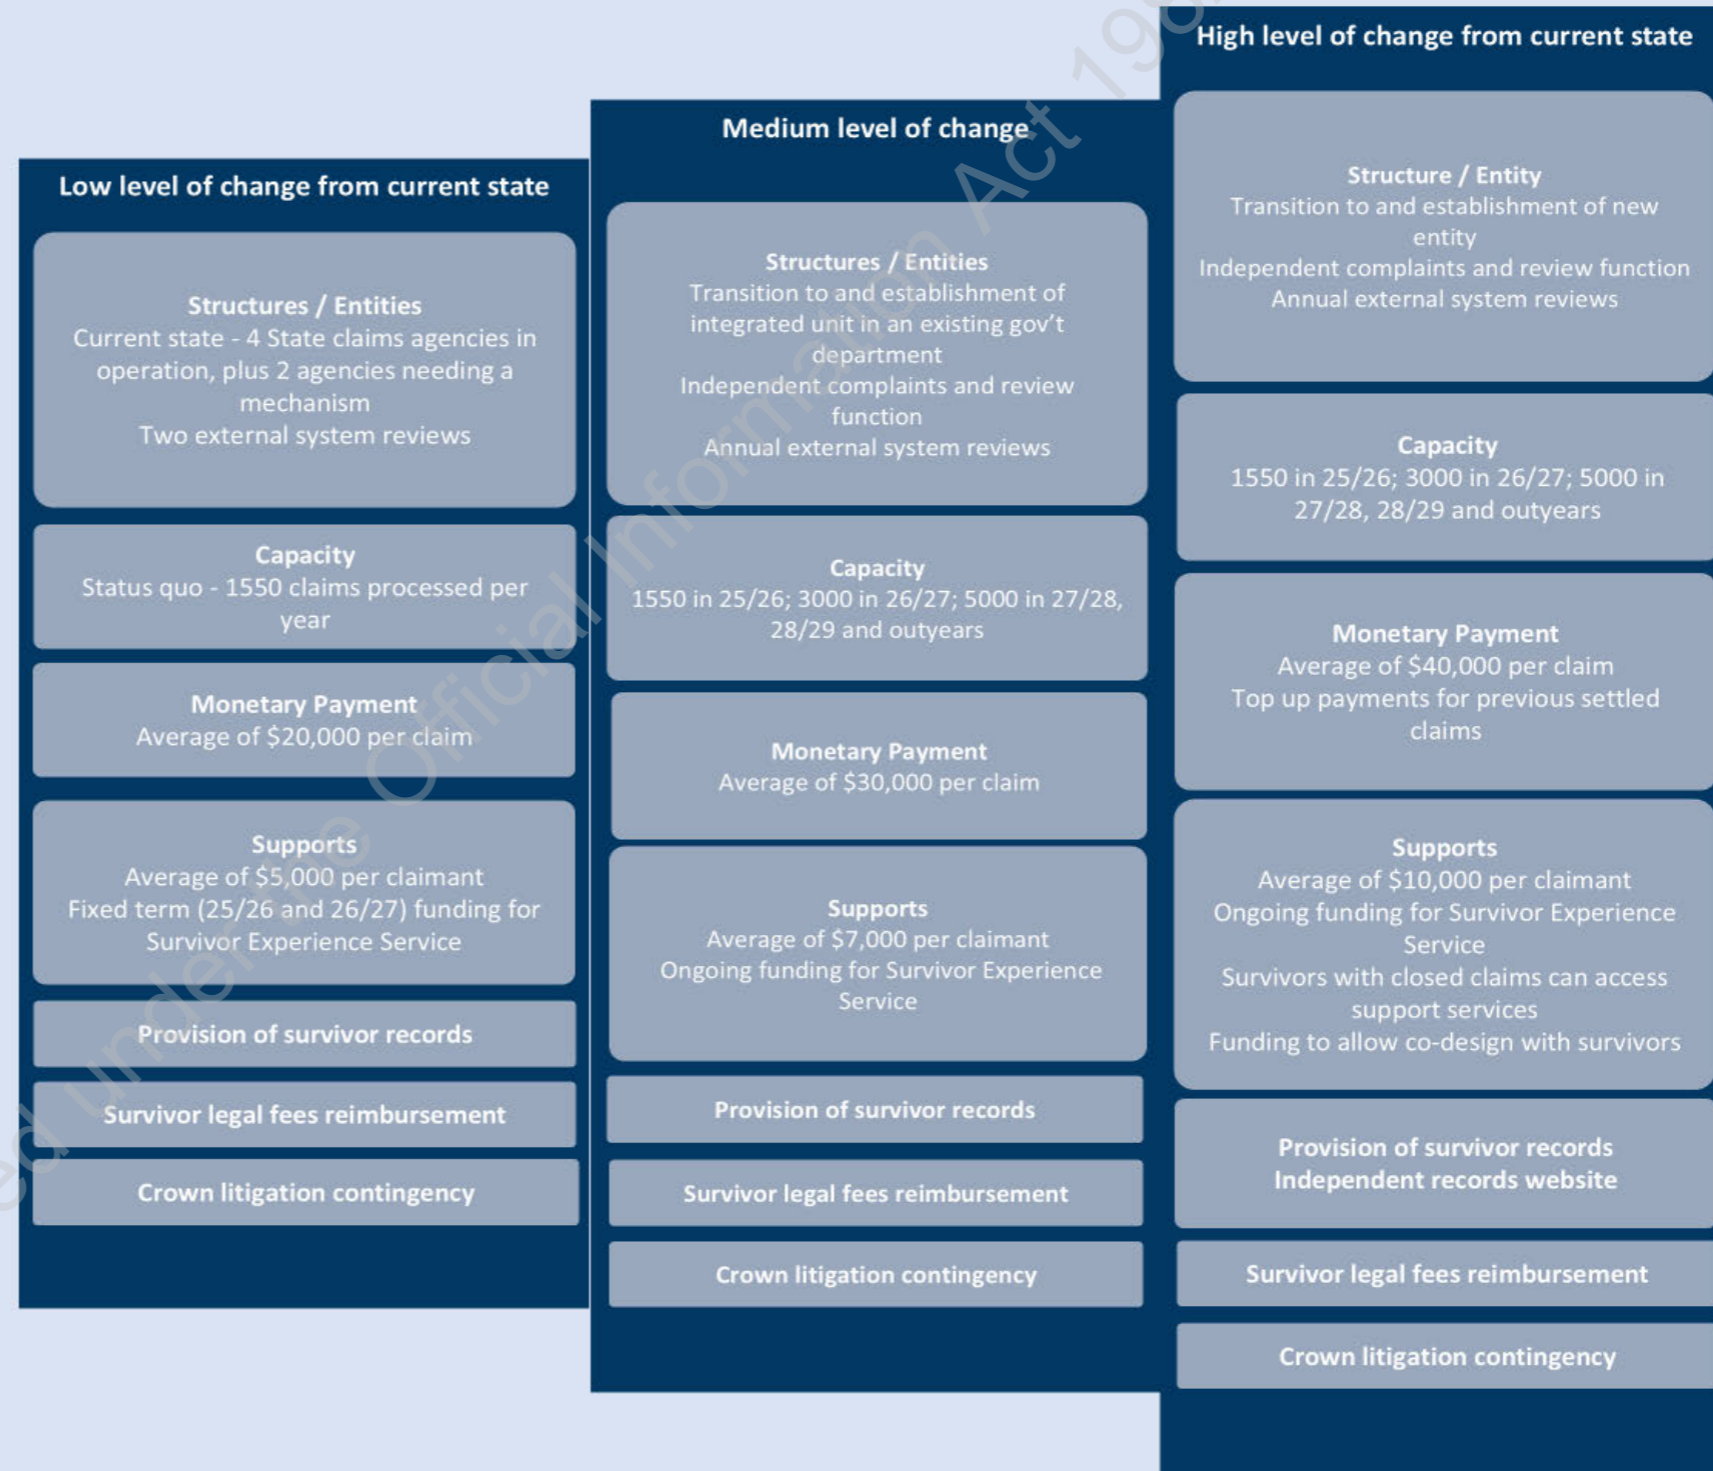 Low level of change from current state
Structures / Entities
Current state - 4 State claims agencies in
operation, plus 2 agencies needing a
mechanism
Two external system reviews
Capacity
Status quo - 1550 claims processed per
year
Monetary Payment
Average of $20,000 per claim
Supports
Average of $5,000 per claimant
Fixed term (25/26 and 26/27) funding for
Survivor Experience Service
Provision of survivor records
Survivor legal fees reimbursement
Crown litigation contingency
Medium level of change
Structures / Entities
Transition to and establishment of
integrated unit in an existing gov't
department
Independent complaints and review
function
Annual external system reviews
Capacity
1550 in 25/26; 3000 in 26/27; 5000 in 27/28,
28/29 and outyears
Monetary Payment
Average of $30,000 per claim
Supports
Average of $7,000 per claimant
Ongoing funding for Survivor Experience
Service
Provision of survivor records
Survivor legal fees reimbursement
Crown litigation contingency
High level of change from current state
Structure / Entity
Transition to and establishment of new
entity
Independent complaints and review function
Annual external system reviews
Capacity
1550 in 25/26; 3000 in 26/27; 5000 in
27/28, 28/29 and outyears
Monetary Payment
Average of $40,000 per claim
Top up payments for previous settled
claims
Supports
Average of $10,000 per claimant
Ongoing funding for Survivor Experience
Service
Survivors with closed claims can access
support services
Funding to allow co-design with survivors
Provision of survivor records
Independent records website
Survivor legal fees reimbursement
Crown litigation contingency
under the Official Information Act